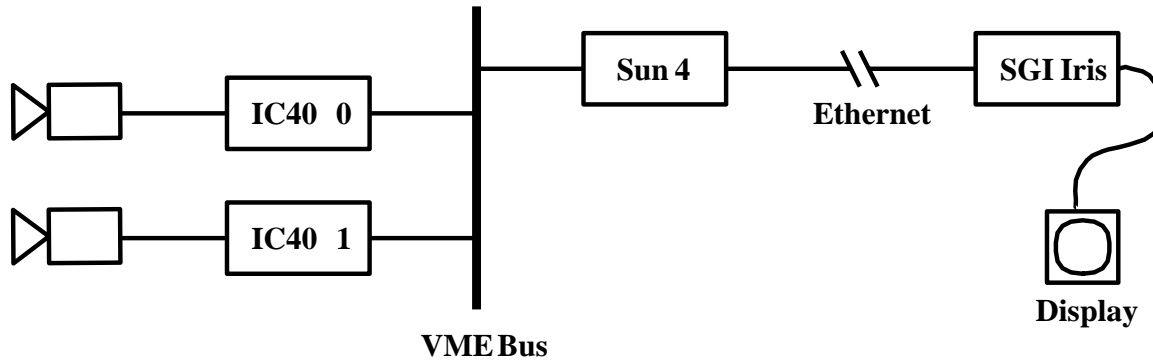 Sun 4
SGI Iris
IC40 0
Ethernet
IC40 1
Display
VME Bus